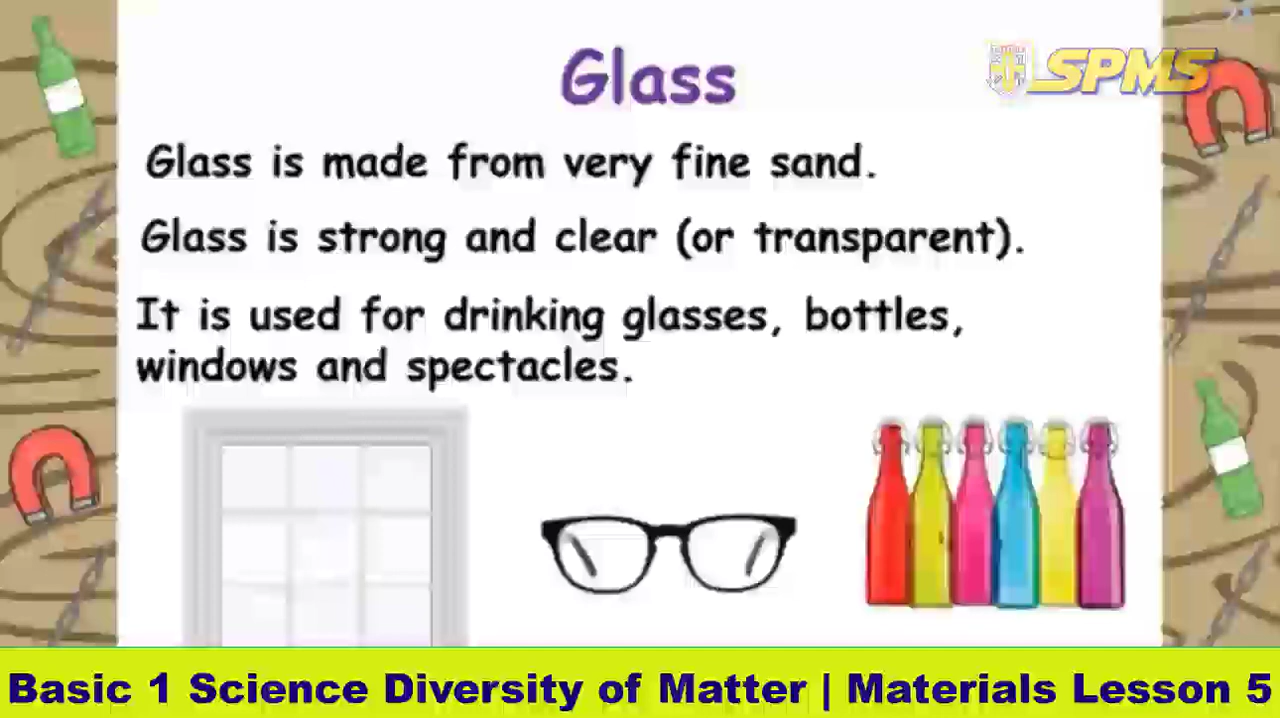 Glass
SPMS
Glass is made from very fine sand.
Glass is strong and clear (or transparent).
It is used for drinking glasses, bottles,
windows and spectacles.
Basic 1 Science Diversity of Matter | Materials Lesson 5